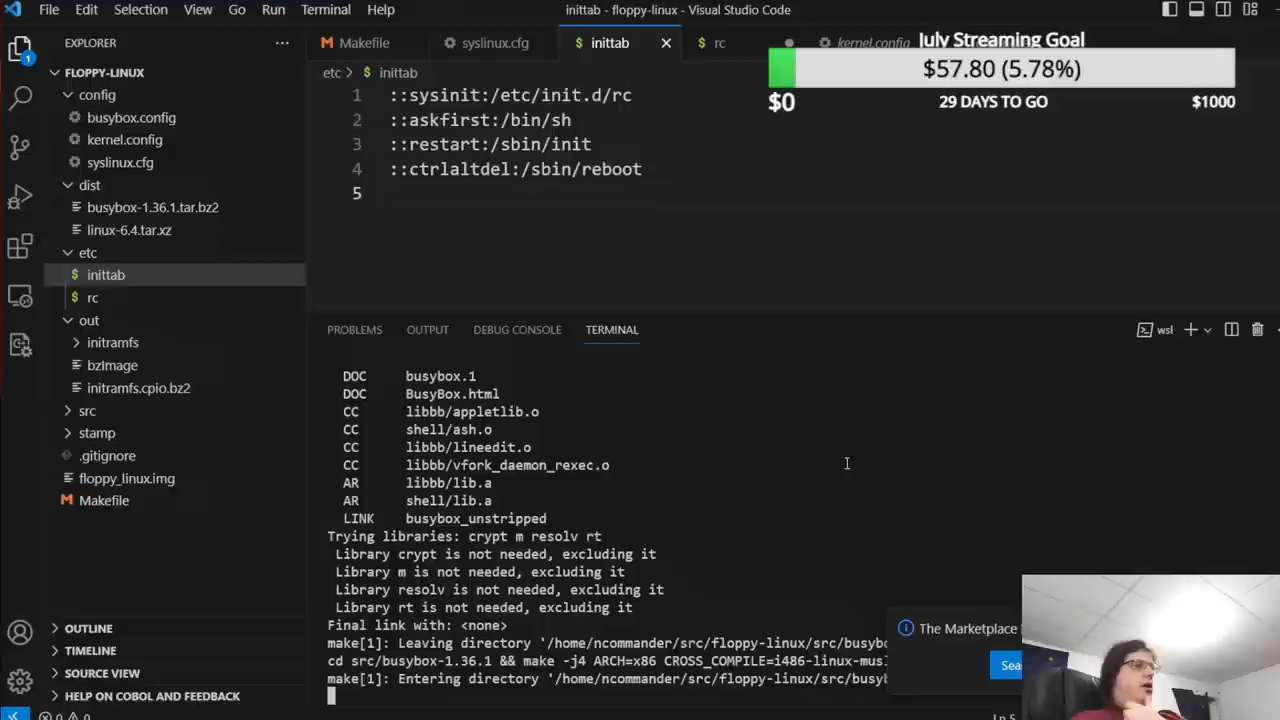 File Edit Selection View Go Run Terminal Help
inittab - floppy-linux - Visual Studio Code
EXPLORER
FLOPPY-LINUX
config
busybox.config
kernel.config
syslinux.cfg
dist
busybox-1.36.1.tar.bz2
linux-6.4.tar.xz
etc
inittab
rc
out
initramfs
bzImage
initramfs.cpio.bz2
src
stamp
.gitignore
floppy_linux.img
Makefile
OUTLINE
TIMELINE
SOURCE VIEW
HELP ON COBOL AND FEEDBACK
1
0 0
Makefile syslinux.cfg inittab rc kernel.config
July Streaming Goal
$57.80 (5.78%)
$0 29 DAYS TO GO $1000
etc > inittab
1 ::sysinit:/etc/init.d/rc
2 ::askfirst:/bin/sh
3 ::restart:/sbin/init
4 ::ctrlaltdel:/sbin/reboot
5
PROBLEMS OUTPUT DEBUG CONSOLE TERMINAL
wsl
DOC busybox.1
DOC BusyBox.html
CC libbb/appletlib.o
CC shell/ash.o
CC libbb/lineedit.o
CC libbb/vfork_daemon_rexec.o
AR libbb/lib.a
AR shell/lib.a
LINK busybox_unstripped
Trying libraries: crypt m resolv rt
Library crypt is not needed, excluding it
Library m is not needed, excluding it
Library resolv is not needed, excluding it
Library rt is not needed, excluding it
Final link with: <none>
make[1]: Leaving directory '/home/ncommander/src/floppy-linux/src/busyb
cd src/busybox-1.36.1 && make -j4 ARCH=x86 CROSS_COMPILE=i486-linux-mus
make[1]: Entering directory '/home/ncommander/src/floppy-linux/src/busyb
The Marketplace
Sea